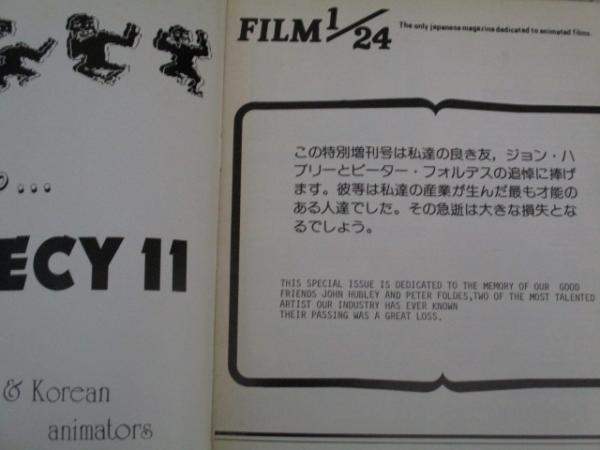 ECY 11
& Korean
animators
FILM 1/24
The only japanese magazine dedicated to animated films.
この特別増刊号は私達の良き友，ジョン・ハ
ブリーとピーター・フォルデスの追悼に捧げ
ます。彼等は私達の産業が生んだ最も才能の
ある人達でした。その急逝は大きな損失とな
るでしょう。
THIS SPECIAL ISSUE IS DEDICATED TO THE MEMORY OF OUR GOOD
FRIENDS JOHN HUBLEY AND PETER FOLDES,TWO OF THE MOST TALENTED
ARTIST OUR INDUSTRY HAS EVER KNOWN
THEIR PASSING WAS A GREAT LOSS.